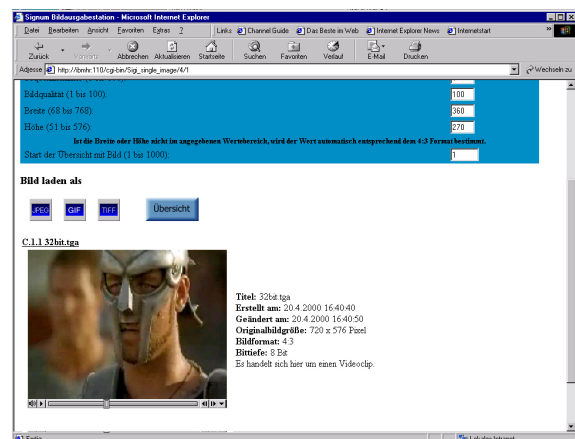 Signum Bildausgabestation - Microsoft Internet Explorer
Datei Bearbeiten Ansicht Favoriten Extras ? Links Channel Guide Das Beste im Web Internet Explorer News Internetstart
Zurück Vorwärts Abbrechen Aktualisieren Startseite Suchen Favoriten Verlauf E-Mail Drucken
Adresse http://ibmhr:110/cgi-bin/Sigi_single_image/4/1 Wechseln zu
Bildqualität (1 bis 100): 100
Breite (68 bis 768): 360
Höhe (51 bis 576): 270
Ist die Breite oder Höhe nicht im angegebenen Wertebereich, wird der Wert automatisch entsprechend dem 4:3 Format bestimmt.
Start der Übersicht mit Bild (1 bis 1000): 1
Bild laden als
JPEG GIF TIFF Übersicht
C.1.1 32bit.tga
Titel: 32bit.tga
Erstellt am: 20.4.2000 16:40:40
Geändert am: 20.4.2000 16:40:50
Originalbildgröße: 720 x 576 Pixel
Bildformat: 4:3
Bittiefe: 8 Bit
Es handelt sich hier um einen Videoclip.
Fertig Lokales Intranet